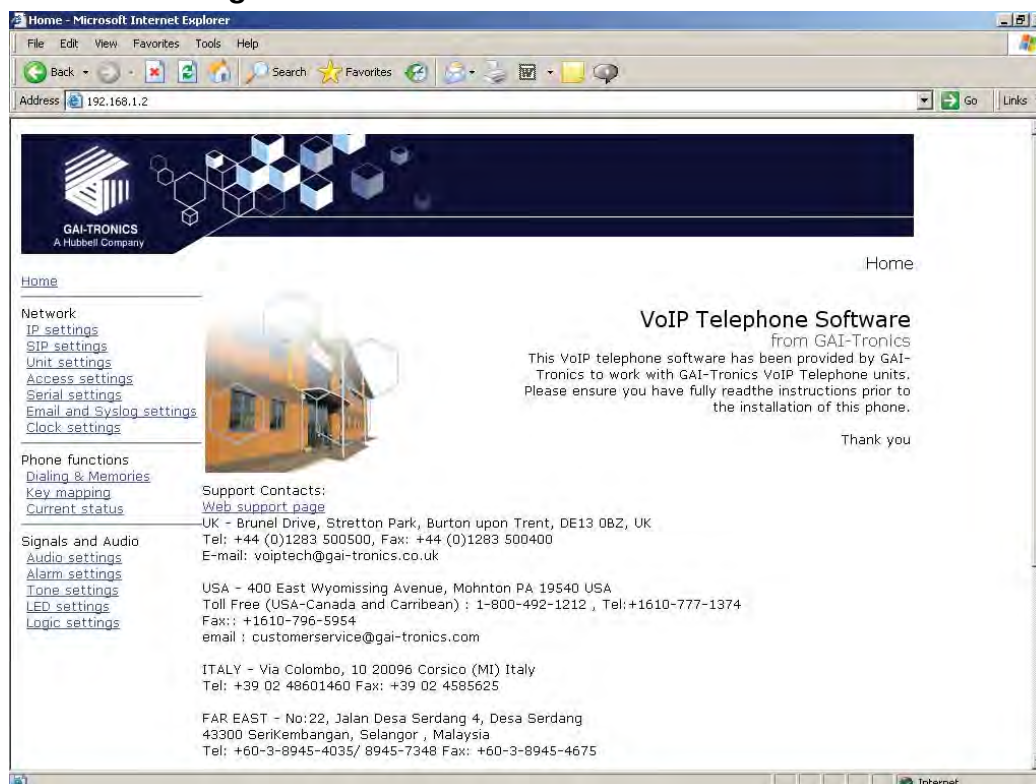 Home - Microsoft Internet Explorer
File Edit View Favorites Tools Help
Back Search Favorites
Address 192.168.1.2 Go Links
GAI-TRONICS
A Hubbell Company
Home
Home
Network
IP settings
SIP settings
Unit settings
Access settings
Serial settings
Email and Syslog settings
Clock settings
Phone functions
Dialing & Memories
Key mapping
Current status
Signals and Audio
Audio settings
Alarm settings
Tone settings
LED settings
Logic settings
VoIP Telephone Software
from GAI-Tronics
This VoIP telephone software has been provided by GAI-
Tronics to work with GAI-Tronics VoIP Telephone units.
Please ensure you have fully readthe instructions prior to
the installation of this phone.
Thank you
Support Contacts:
Web support page
UK - Brunel Drive, Stretton Park, Burton upon Trent, DE13 0BZ, UK
Tel: +44 (0)1283 500500, Fax: +44 (0)1283 500400
E-mail: voiptech@gai-tronics.co.uk
USA - 400 East Wyomissing Avenue, Mohnton PA 19540 USA
Toll Free (USA-Canada and Carribean) : 1-800-492-1212 , Tel:+1610-777-1374
Fax:: +1610-796-5954
email : customerservice@gai-tronics.com
ITALY - Via Colombo, 10 20096 Corsico (MI) Italy
Tel: +39 02 48601460 Fax: +39 02 4585625
FAR EAST - No:22, Jalan Desa Serdang 4, Desa Serdang
43300 SeriKembangan, Selangor , Malaysia
Tel: +60-3-8945-4035/ 8945-7348 Fax: +60-3-8945-4675
Internet